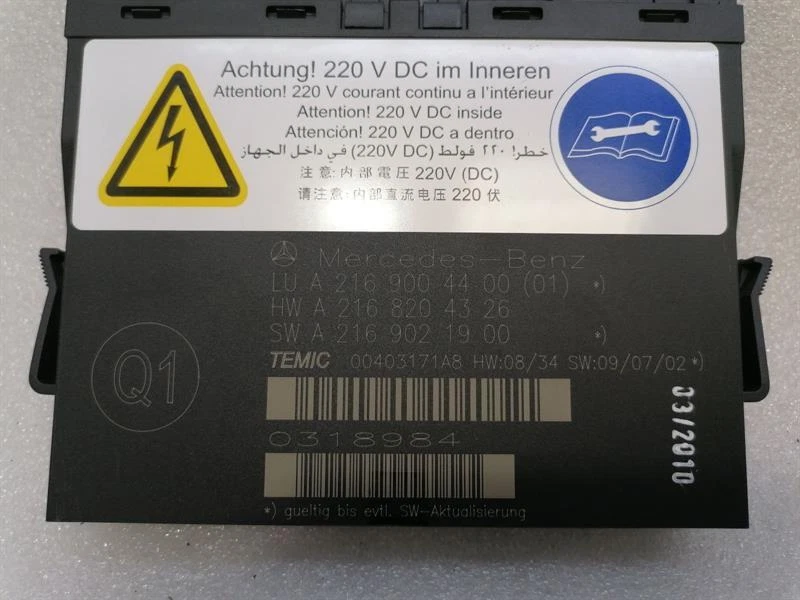 Achtung! 220 V DC im Inneren
Attention! 220 V courant continu a l'intérieur
Attention! 220 V DC inside
Attención! 220 V DC a dentro
خطر! ٢٢٠ فولط (220V DC) في داخل الجهاز
注意: 内部電圧 220V (DC)
请注意: 内部直流电压 220 伏
Mercedes-Benz
LU A 216 900 44 00 (01) *)
HW A 216 820 43 26
SW A 216 902 19 00 *)
TEMIC 00403171A8 HW:08/34 SW:09/07/02 *)
Q1
0318984
03/2010
*) gueltig bis evtl. SW-Aktualisierung